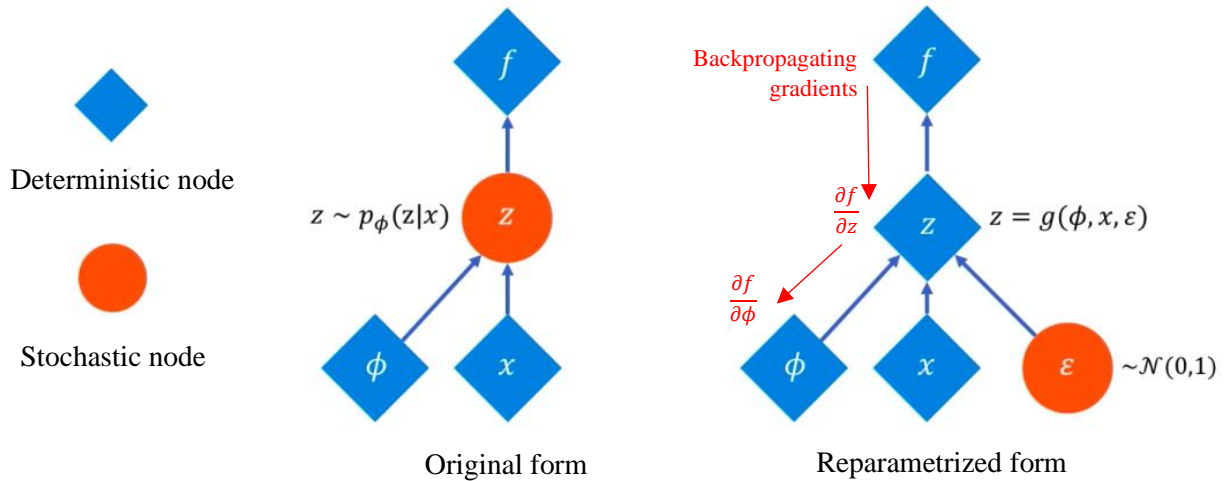 Deterministic node
Stochastic node
f
z ~ p_ϕ(z|x)
z
ϕ
x
Original form
Backpropagating
gradients
f
∂f/∂z
z
z = g(ϕ, x, ε)
∂f/∂ϕ
ϕ
x
ε
~𝒩(0,1)
Reparametrized form